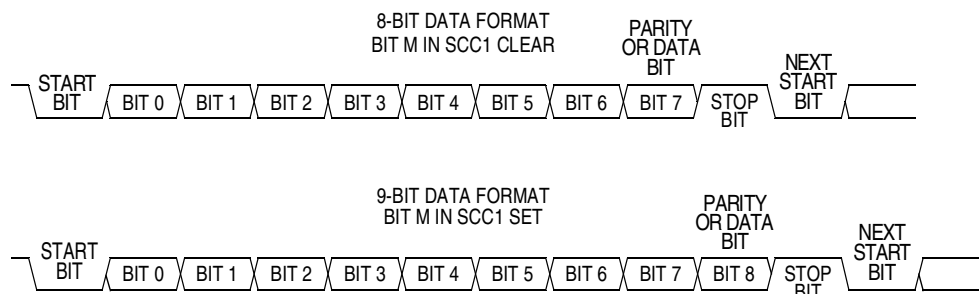 8-BIT DATA FORMAT
BIT M IN SCC1 CLEAR
PARITY
OR DATA
BIT
START
BIT
BIT 0
BIT 1
BIT 2
BIT 3
BIT 4
BIT 5
BIT 6
BIT 7
STOP
BIT
NEXT
START
BIT
9-BIT DATA FORMAT
BIT M IN SCC1 SET
PARITY
OR DATA
BIT
START
BIT
BIT 0
BIT 1
BIT 2
BIT 3
BIT 4
BIT 5
BIT 6
BIT 7
BIT 8
STOP
BIT
NEXT
START
BIT